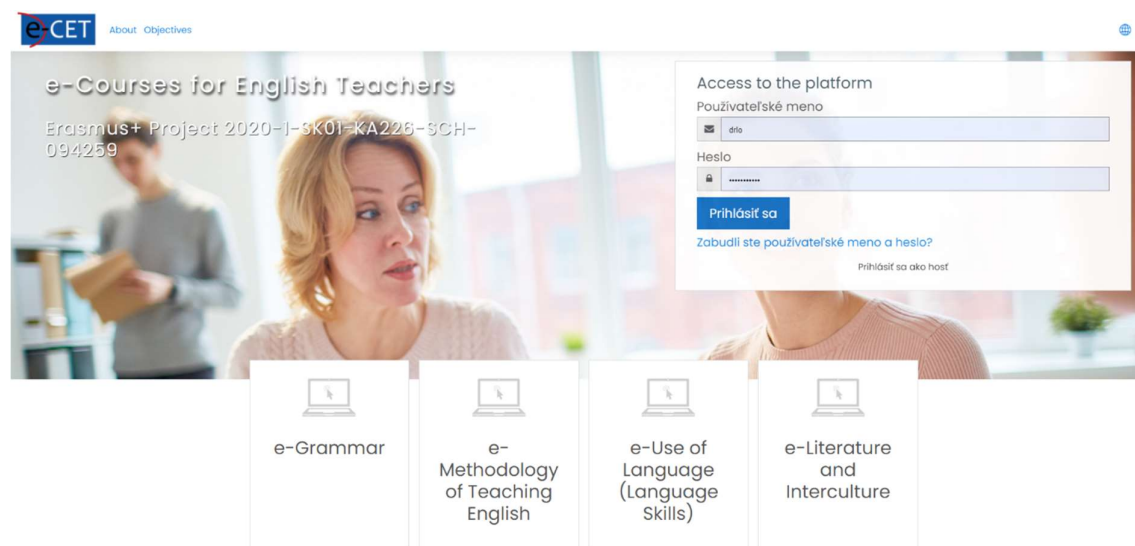 e-CET
About Objectives
e-Courses for English Teachers
Erasmus+ Project 2020-1-SK01-KA226-SCH-
094259
Access to the platform
Používateľské meno
drlo
Heslo
Prihlásiť sa
Zabudli ste používateľské meno a heslo?
Prihlásiť sa ako hosť
e-Grammar
e-
Methodology
of Teaching
English
e-Use of
Language
(Language
Skills)
e-Literature
and
Interculture